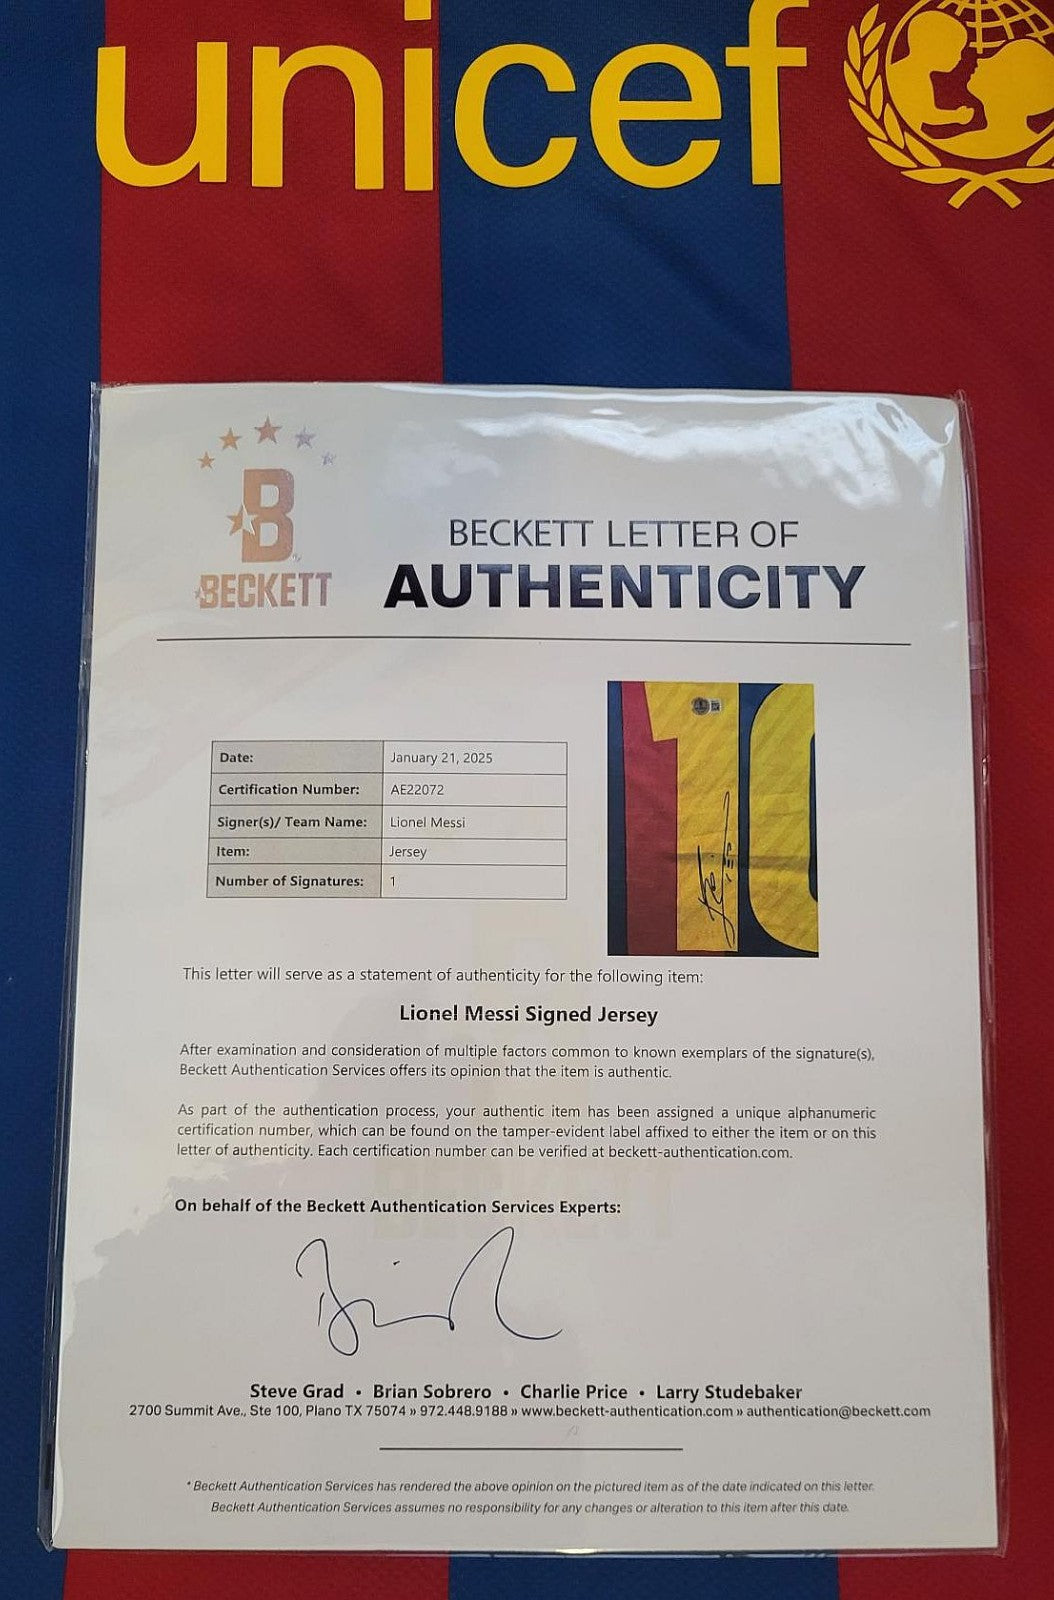 unicef
BECKETT
BECKETT LETTER OF
AUTHENTICITY
Date: January 21, 2025
Certification Number: AE22072
Signer(s)/ Team Name: Lionel Messi
Item: Jersey
Number of Signatures: 1
10
This letter will serve as a statement of authenticity for the following item:
Lionel Messi Signed Jersey
After examination and consideration of multiple factors common to known exemplars of the signature(s),
Beckett Authentication Services offers its opinion that the item is authentic.
As part of the authentication process, your authentic item has been assigned a unique alphanumeric
certification number, which can be found on the tamper-evident label affixed to either the item or on this
letter of authenticity. Each certification number can be verified at beckett-authentication.com.
On behalf of the Beckett Authentication Services Experts:
Steve Grad • Brian Sobrero • Charlie Price • Larry Studebaker
2700 Summit Ave., Ste 100, Plano TX 75074 » 972.448.9188 » www.beckett-authentication.com » authentication@beckett.com
* Beckett Authentication Services has rendered the above opinion on the pictured item as of the date indicated on this letter.
Beckett Authentication Services assumes no responsibility for any changes or alteration to this item after this date.